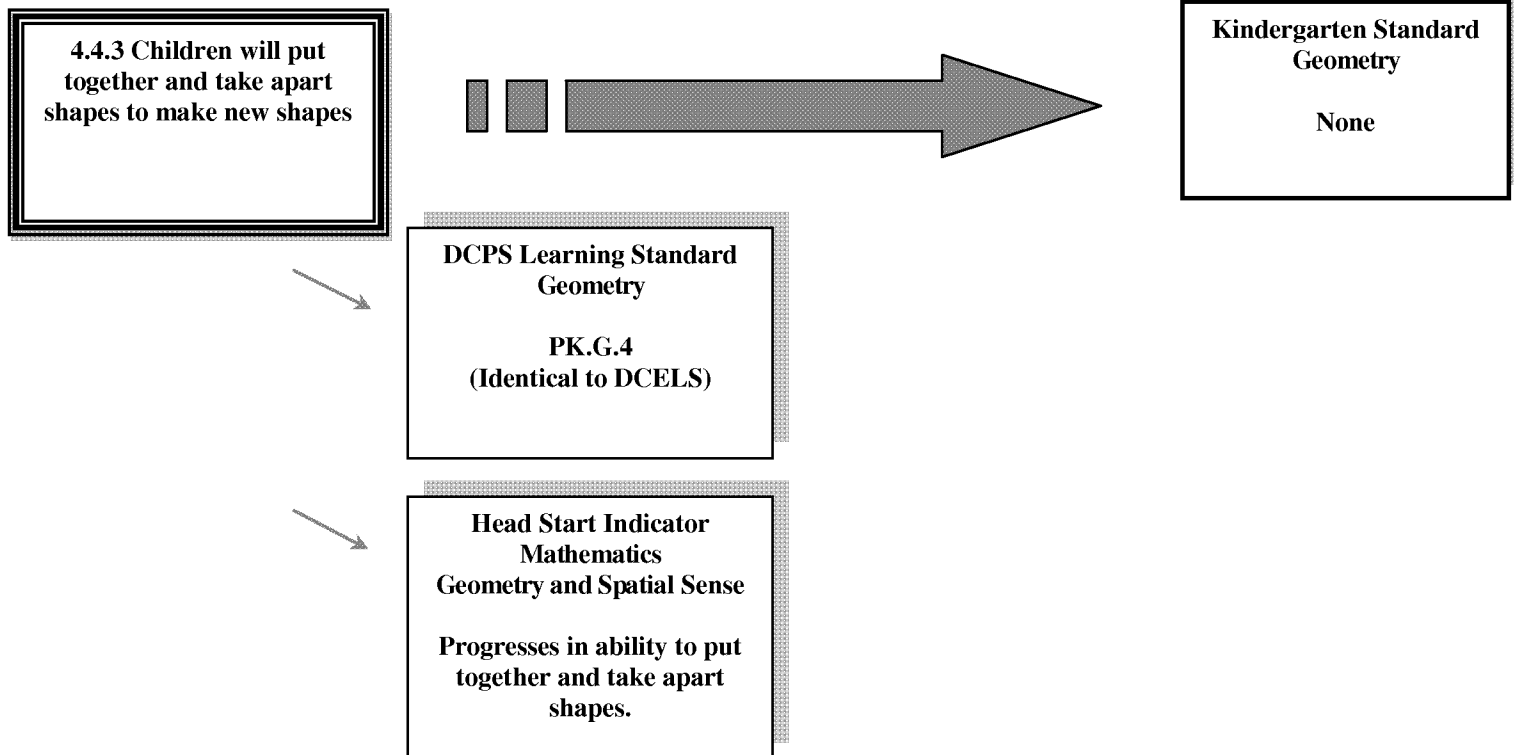 4.4.3 Children will put
together and take apart
shapes to make new shapes
Kindergarten Standard
Geometry
None
DCPS Learning Standard
Geometry
PK.G.4
(Identical to DCELS)
Head Start Indicator
Mathematics
Geometry and Spatial Sense
Progresses in ability to put
together and take apart
shapes.